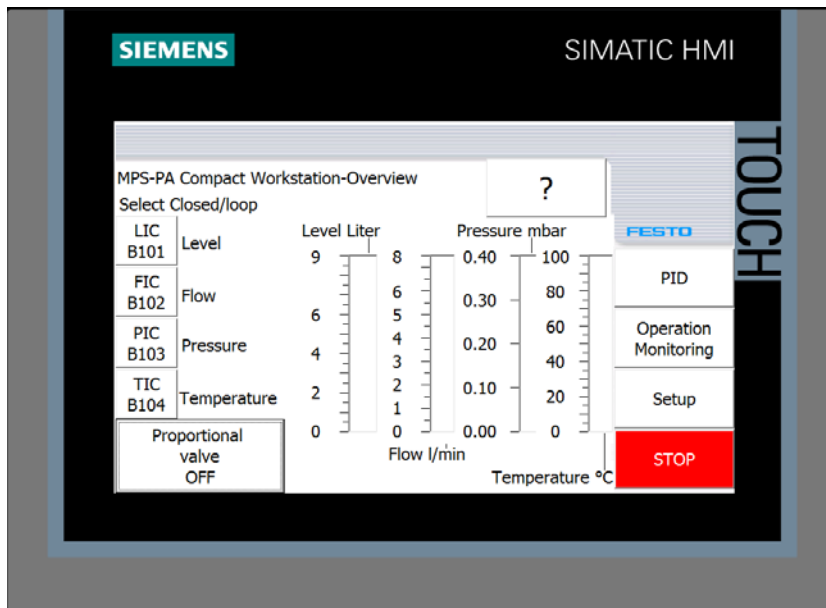 SIEMENS
SIMATIC HMI
TOUCH
MPS-PA Compact Workstation-Overview
?
Select Closed/loop
LIC
B101
Level
FIC
B102
Flow
PIC
B103
Pressure
TIC
B104
Temperature
Proportional
valve
OFF
Level Liter
9
6
4
2
0
8
6
5
4
3
2
1
0
Flow l/min
Pressure mbar
0.40
0.30
0.20
0.10
0.00
100
80
60
40
20
0
Temperature °C
FESTO
PID
Operation
Monitoring
Setup
STOP